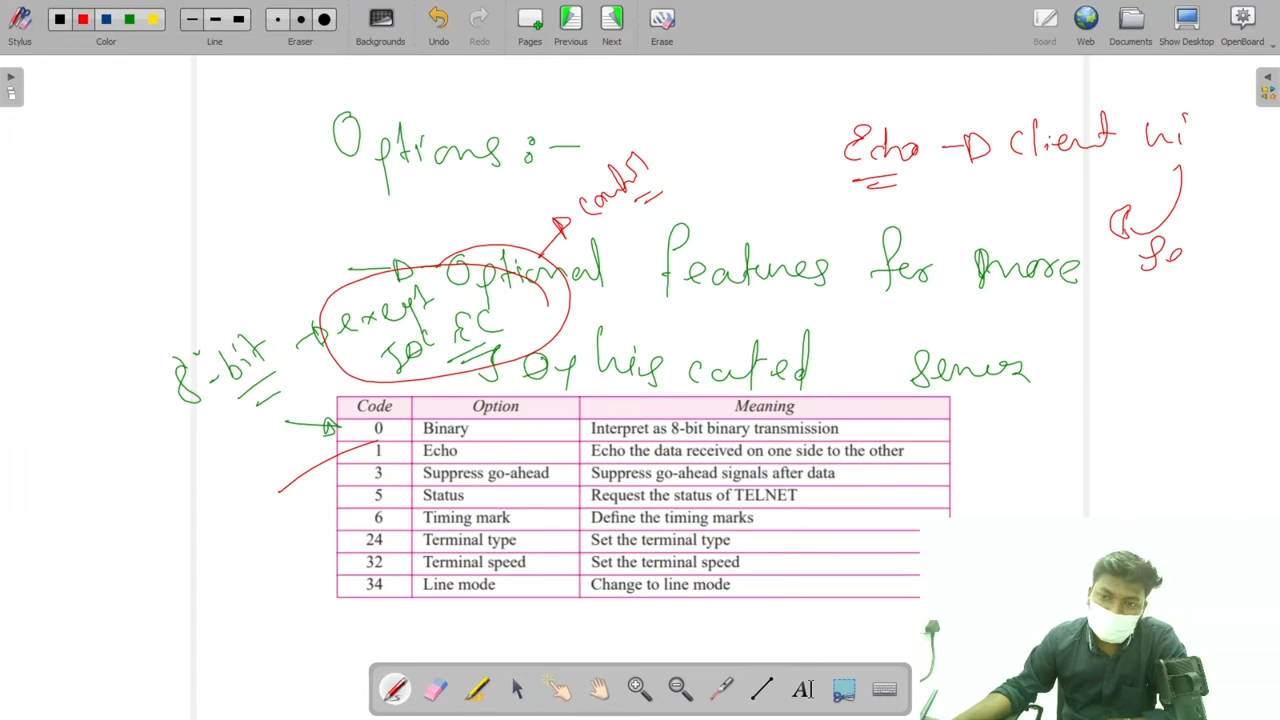 Stylus
Color
Line
Eraser
Backgrounds
Undo
Redo
Pages
Previous
Next
Erase
Board
Web
Documents
Show Desktop
OpenBoard
Options :-
Echo → Client hi
→ Optional features for more
except
8-bit
Code Option Meaning
0 Binary Interpret as 8-bit binary transmission
1 Echo Echo the data received on one side to the other
3 Suppress go-ahead Suppress go-ahead signals after data
5 Status Request the status of TELNET
6 Timing mark Define the timing marks
24 Terminal type Set the terminal type
32 Terminal speed Set the terminal speed
34 Line mode Change to line mode